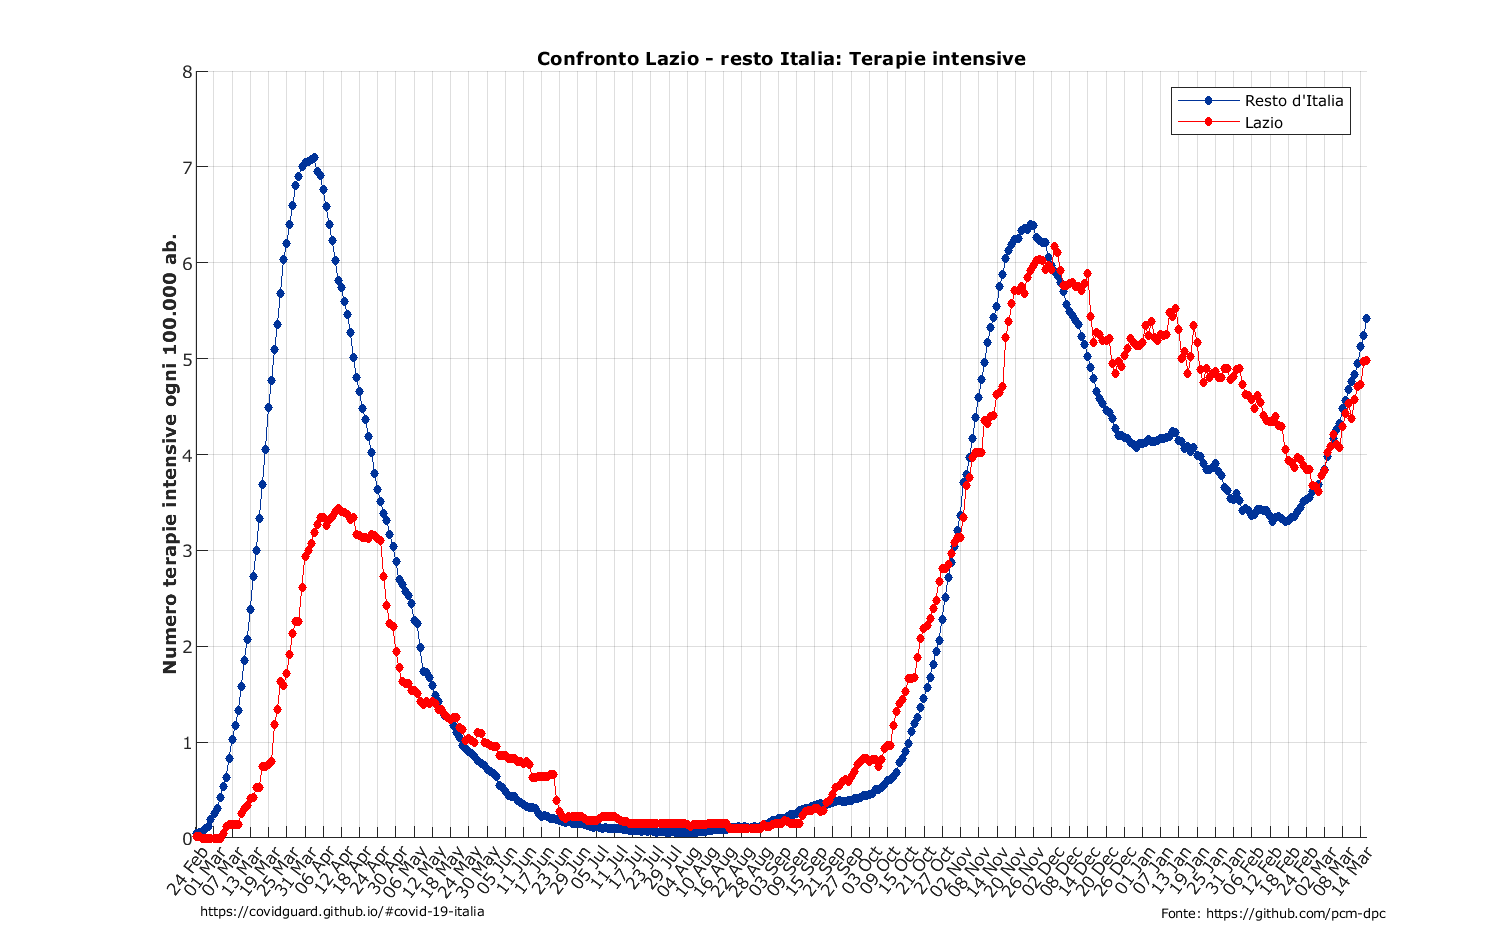 Confronto Lazio - resto Italia: Terapie intensive
Resto d'Italia
Lazio
Numero terapie intensive ogni 100.000 ab.
8
7
6
5
4
3
2
1
0
24 Feb
01 Mar
07 Mar
13 Mar
19 Mar
25 Mar
31 Mar
06 Apr
12 Apr
18 Apr
24 Apr
30 Apr
06 May
12 May
18 May
24 May
30 May
05 Jun
11 Jun
17 Jun
23 Jun
29 Jun
05 Jul
11 Jul
17 Jul
23 Jul
29 Jul
04 Aug
10 Aug
16 Aug
22 Aug
28 Aug
03 Sep
09 Sep
15 Sep
21 Sep
27 Sep
03 Oct
09 Oct
15 Oct
21 Oct
27 Oct
02 Nov
08 Nov
14 Nov
20 Nov
26 Nov
02 Dec
08 Dec
14 Dec
20 Dec
26 Dec
01 Jan
07 Jan
13 Jan
19 Jan
25 Jan
31 Jan
06 Feb
12 Feb
18 Feb
24 Feb
02 Mar
08 Mar
14 Mar
https://covidguard.github.io/#covid-19-italia
Fonte: https://github.com/pcm-dpc